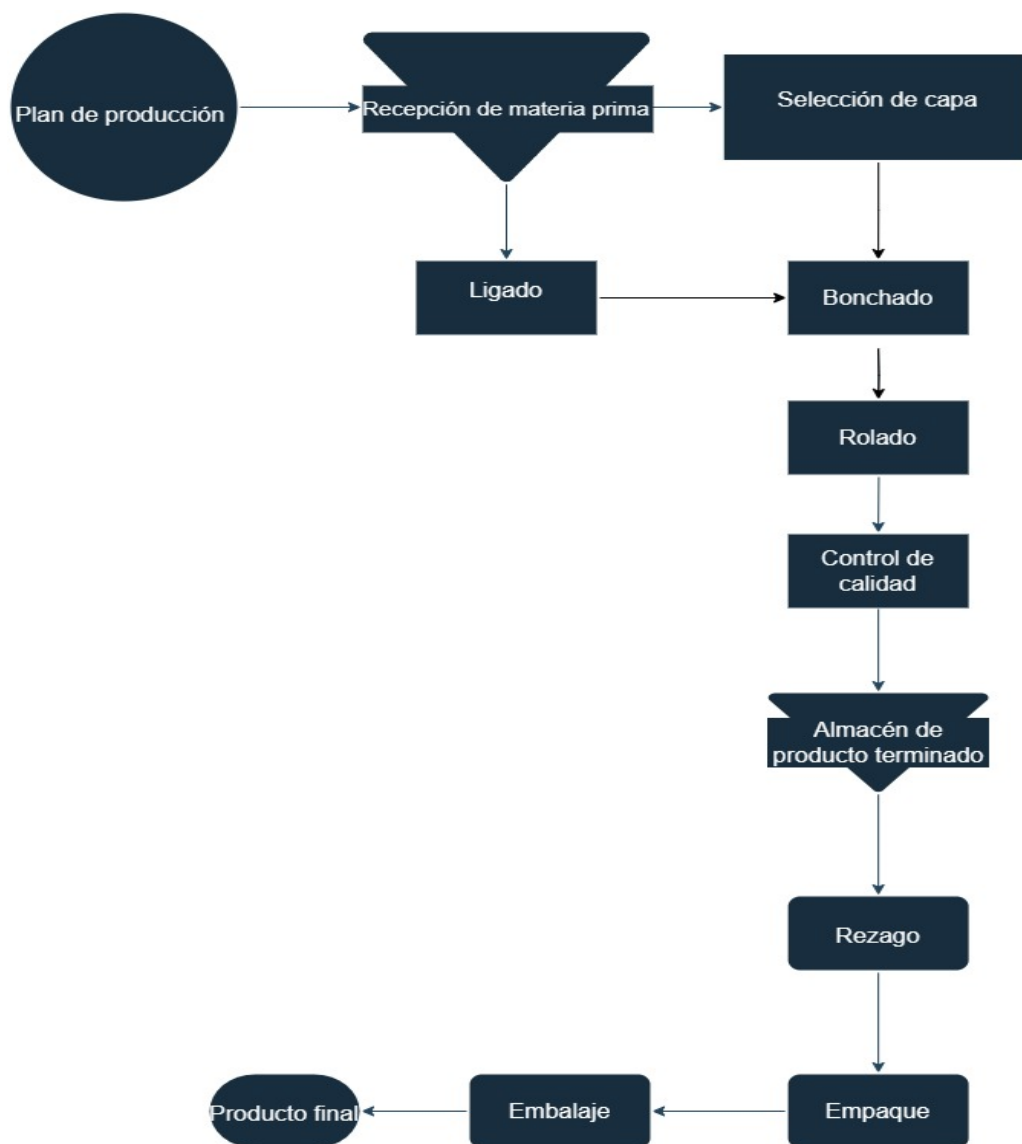 Plan de producción
Recepción de materia prima
Selección de capa
Ligado
Bonchado
Rolado
Control de
calidad
Almacén de
producto terminado
Rezago
Producto final
Embalaje
Empaque